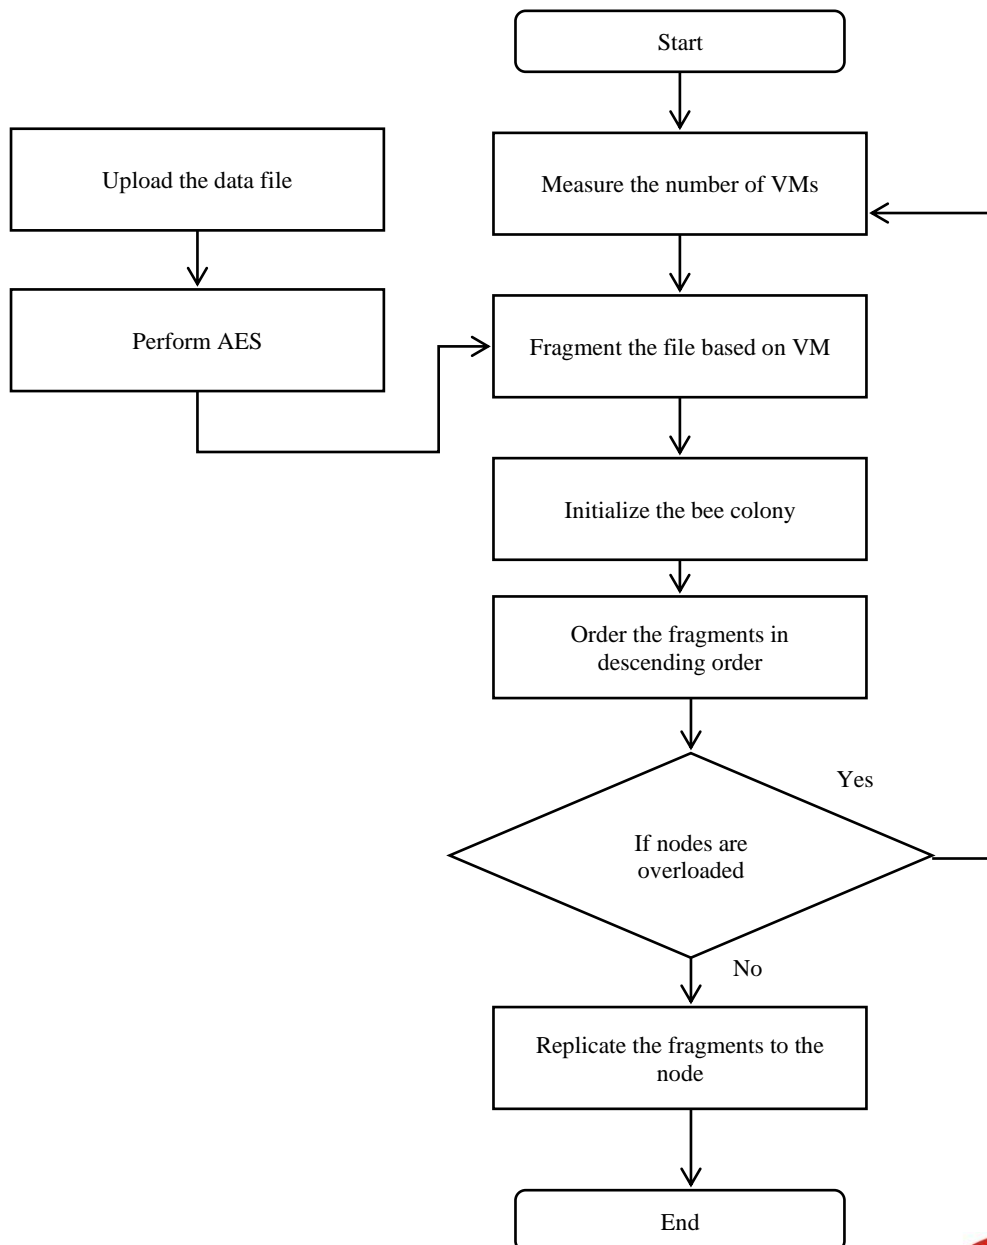 Start
Upload the data file
Measure the number of VMs
Perform AES
Fragment the file based on VM
Initialize the bee colony
Order the fragments in
descending order
Yes
If nodes are
overloaded
No
Replicate the fragments to the
node
End